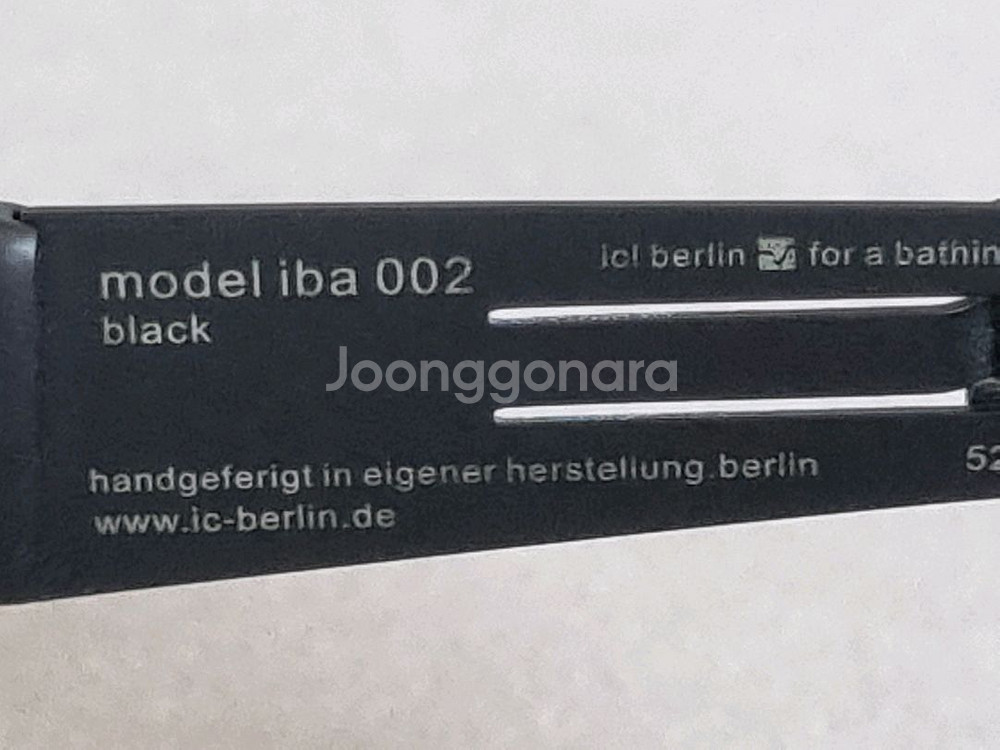 model iba 002
black
ic! berlin for a bathin
Joonggonara
handgeferigt in eigener herstellung.berlin
www.ic-berlin.de
52